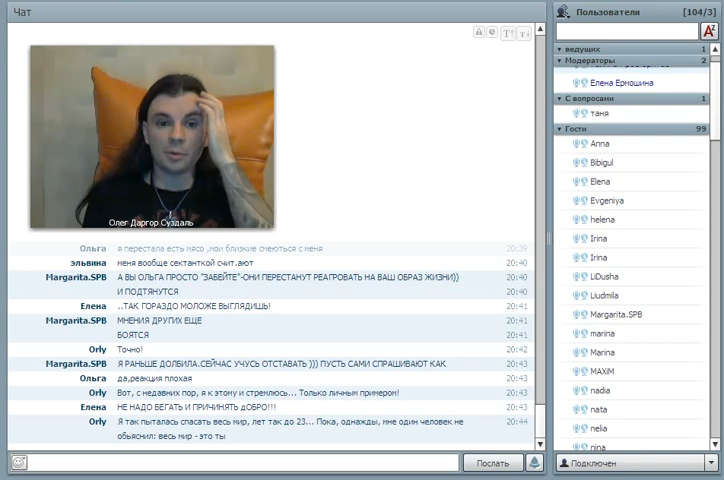 Чат
Олег Даргор Суздаль
Ольга я перестала есть мясо ,мои близкие смеються с меня 20:39
эльвина меня вообще сектанткой счит.ают 20:40
Margarita.SPB А ВЫ ОЛЬГА ПРОСТО "ЗАБЕЙТЕ"-ОНИ ПЕРЕСТАНУТ РЕАГРОВАТЬ НА ВАШ ОБРАЗ ЖИЗНИ)) 20:40
И ПОДТЯНУТСЯ 20:40
Елена ..ТАК ГОРАЗДО МОЛОЖЕ ВЫГЛЯДИШЬ! 20:41
Margarita.SPB МНЕНИЯ ДРУГИХ ЕЩЕ 20:41
БОЯТСЯ 20:41
Orly Точно! 20:42
Margarita.SPB Я РАНЬШЕ ДОЛБИЛА.СЕЙЧАС УЧУСЬ ОТСТАВАТЬ ))) ПУСТЬ САМИ СПРАШИВАЮТ КАК 20:43
Ольга да,реакция плохая 20:43
Orly Вот, с недавних пор, я к этому и стремлюсь... Только личным примером! 20:43
Елена НЕ НАДО БЕГАТЬ И ПРИЧИНЯТЬ дОБРО!!! 20:43
Orly Я так пыталась спасать весь мир, лет так до 23... Пока, однажды, мне один человек не 20:44
обьяснил: весь мир - это ты
Послать
Пользователи [104/3]
ведущих 1
Модераторы 2
Елена Ермошина
С вопросами 1
таня
Гости 99
Anna
Bibigul
Elena
Evgeniya
helena
Irina
Irina
LiDusha
Liudmila
Margarita.SPB
marina
Marina
MAXiM
nadia
nata
nelia
nina
Подключен